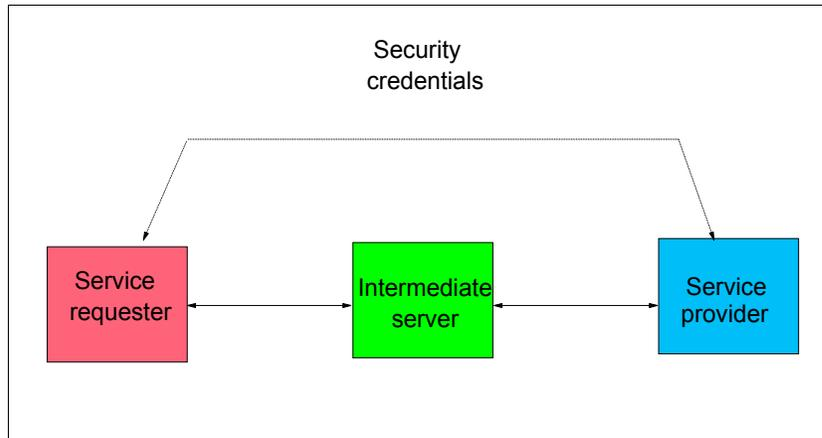 Security
credentials
Service
requester
Intermediate
server
Service
provider